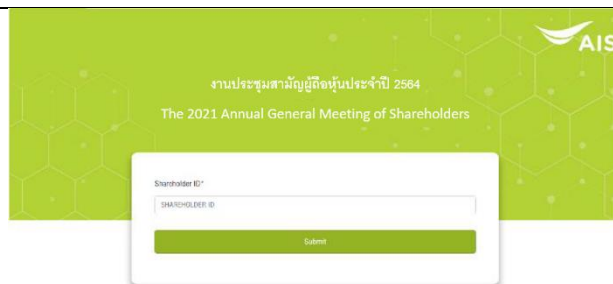 AIS
งานประชุมสามัญผู้ถือหุ้นประจำปี 2564
The 2021 Annual General Meeting of Shareholders
Shareholder ID*
SHAREHOLDER ID
Submit